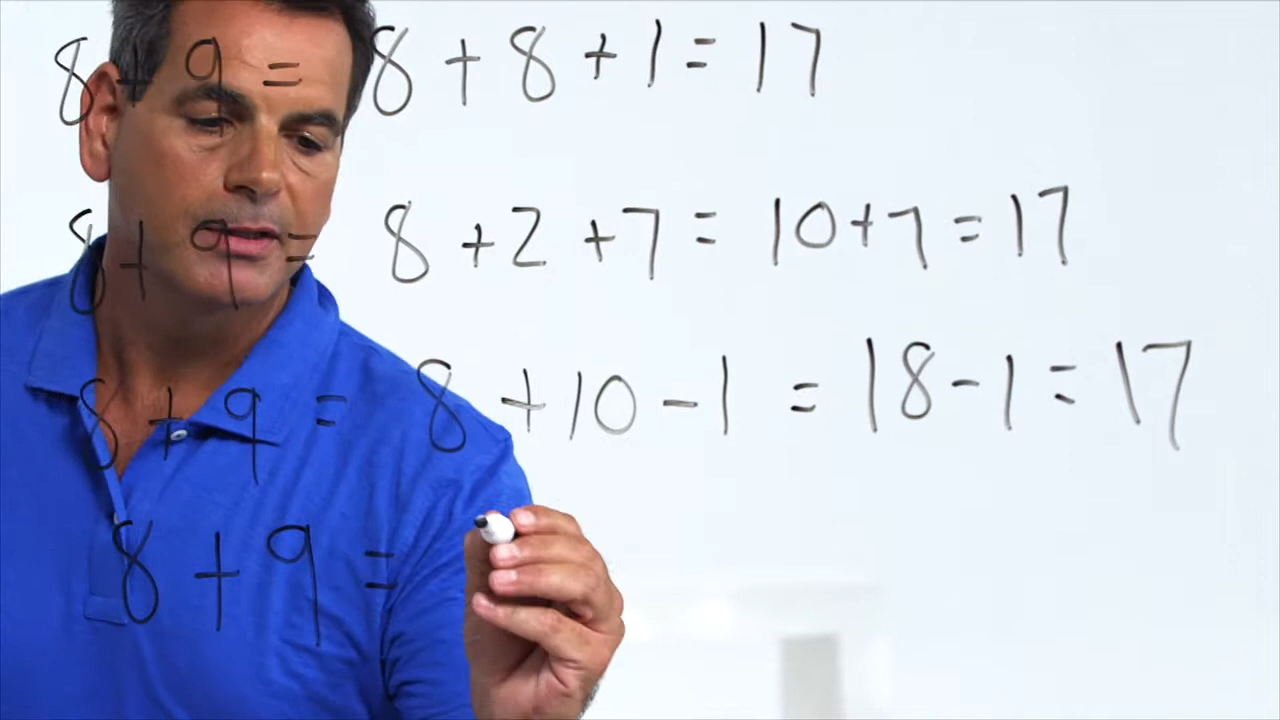 8 + 9 = 8 + 8 + 1 = 17
8 + 9 = 8 + 2 + 7 = 10 + 7 = 17
8 + 9 = 8 + 10 - 1 = 18 - 1 = 17
8 + 9 =